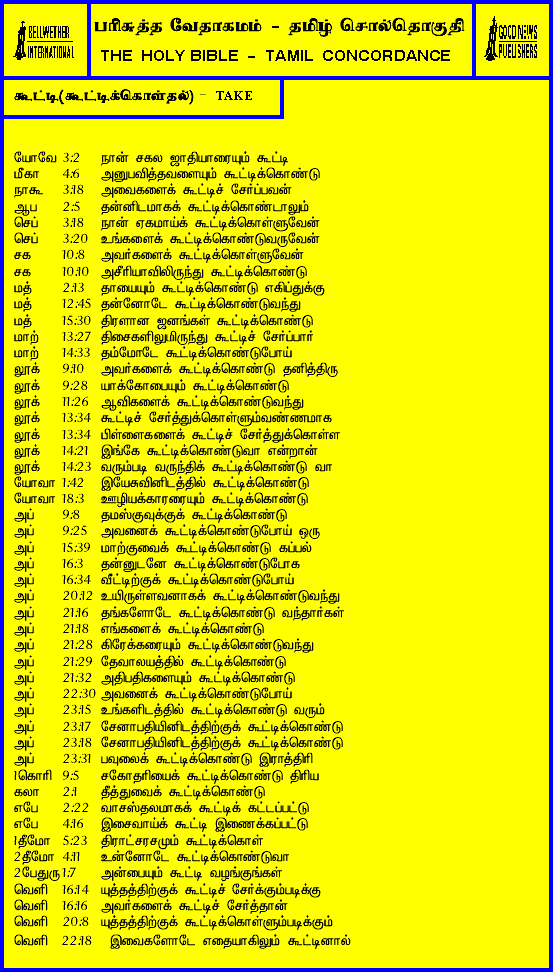 BELLWETHER
INTERNATIONAL
பரிசுத்த வேதாகமம் - தமிழ் சொல்தொகுதி
THE HOLY BIBLE - TAMIL CONCORDANCE
GOOD NEWS
PUBLISHERS
கூட்டி(கூட்டிக்கொள்தல்) - TAKE
யோவே 3:2 நான் சகல ஜாதியாரையும் கூட்டி
மீகா 4:6 அனுபவித்தவளையும் கூட்டிக்கொண்டு
நாகூ 3:18 அவைகளைக் கூட்டிச் சேர்ப்பவன்
ஆப 2:5 தன்னிடமாகக் கூட்டிக்கொண்டாலும்
செப் 3:18 நான் ஏகமாய்க் கூட்டிக்கொள்ளுவேன்
செப் 3:20 உங்களைக் கூட்டிக்கொண்டுவருவேன்
சக 10:8 அவர்களைக் கூட்டிக்கொள்ளுவேன்
சக 10:10 அசீரியாவிலிருந்து கூட்டிக்கொண்டு
மத் 2:13 தாயையும் கூட்டிக்கொண்டு எகிப்துக்கு
மத் 12:45 தன்னோடே கூட்டிக்கொண்டுவந்து
மத் 15:30 திரளான ஜனங்கள் கூட்டிக்கொண்டு
மாற் 13:27 திசைகளிலுமிருந்து கூட்டிச் சேர்ப்பார்
மாற் 14:33 தம்மோடே கூட்டிக்கொண்டுபோய்
லூக் 9:10 அவர்களைக் கூட்டிக்கொண்டு தனித்திரு
லூக் 9:28 யாக்கோபையும் கூட்டிக்கொண்டு
லூக் 11:26 ஆவிகளைக் கூட்டிக்கொண்டுவந்து
லூக் 13:34 கூட்டிச் சேர்த்துக்கொள்ளும்வண்ணமாக
லூக் 13:34 பிள்ளைகளைக் கூட்டிச் சேர்த்துக்கொள்ள
லூக் 14:21 இங்கே கூட்டிக்கொண்டுவா என்றான்
லூக் 14:23 வரும்படி வருந்திக் கூட்டிக்கொண்டு வா
யோவா 1:42 இயேசுவினிடத்தில் கூட்டிக்கொண்டு
யோவா 18:3 ஊழியக்காரரையும் கூட்டிக்கொண்டு
அப் 9:8 தமஸ்குவுக்குக் கூட்டிக்கொண்டு
அப் 9:25 அவனைக் கூட்டிக்கொண்டுபோய் ஒரு
அப் 15:39 மாற்குவைக் கூட்டிக்கொண்டு கப்பல்
அப் 16:3 தன்னுடனே கூட்டிக்கொண்டுபோக
அப் 16:34 வீட்டிற்குக் கூட்டிக்கொண்டுபோய்
அப் 20:12 உயிருள்ளவனாகக் கூட்டிக்கொண்டுவந்து
அப் 21:16 தங்களோடே கூட்டிக்கொண்டு வந்தார்கள்
அப் 21:18 எங்களைக் கூட்டிக்கொண்டு
அப் 21:28 கிரேக்கரையும் கூட்டிக்கொண்டுவந்து
அப் 21:29 தேவாலயத்தில் கூட்டிக்கொண்டு
அப் 21:32 அதிபதிகளையும் கூட்டிக்கொண்டு
அப் 22:30 அவனைக் கூட்டிக்கொண்டுபோய்
அப் 23:15 உங்களிடத்தில் கூட்டிக்கொண்டு வரும்
அப் 23:17 சேனாபதியினிடத்திற்குக் கூட்டிக்கொண்டு
அப் 23:18 சேனாபதியினிடத்திற்குக் கூட்டிக்கொண்டு
அப் 23:31 பவுலைக் கூட்டிக்கொண்டு இராத்திரி
1கொரி 9:5 சகோதரியைக் கூட்டிக்கொண்டு திரிய
கலா 2:1 தீத்துவைக் கூட்டிக்கொண்டு
எபே 2:22 வாசஸ்தலமாகக் கூட்டிக் கட்டப்பட்டு
எபே 4:16 இசைவாய்க் கூட்டி இணைக்கப்பட்டு
1தீமோ 5:23 திராட்சரசமும் கூட்டிக்கொள்
2தீமோ 4:11 உன்னோடே கூட்டிக்கொண்டுவா
2பேதுரு 1:7 அன்பையும் கூட்டி வழங்குங்கள்
வெளி 16:14 யுத்தத்திற்குக் கூட்டிச் சேர்க்கும்படிக்கு
வெளி 16:16 அவர்களைக் கூட்டிச் சேர்த்தான்
வெளி 20:8 யுத்தத்திற்குக் கூட்டிக்கொள்ளும்படிக்கும்
வெளி 22:18 இவைகளோடே எதையாகிலும் கூட்டினால்